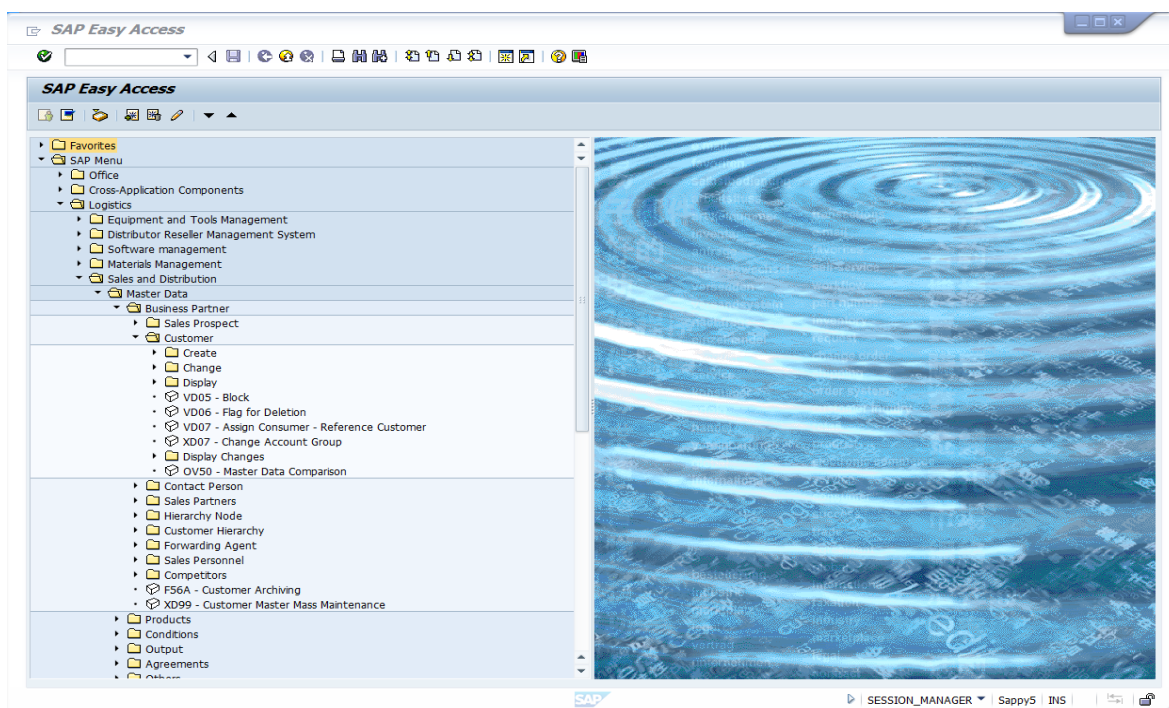 SAP Easy Access
SAP Easy Access
Favorites
SAP Menu
Office
Cross-Application Components
Logistics
Equipment and Tools Management
Distributor Reseller Management System
Software management
Materials Management
Sales and Distribution
Master Data
Business Partner
Sales Prospect
Customer
Create
Change
Display
VD05 - Block
VD06 - Flag for Deletion
VD07 - Assign Consumer - Reference Customer
XD07 - Change Account Group
Display Changes
OV50 - Master Data Comparison
Contact Person
Sales Partners
Hierarchy Node
Customer Hierarchy
Forwarding Agent
Sales Personnel
Competitors
F56A - Customer Archiving
XD99 - Customer Master Mass Maintenance
Products
Conditions
Output
Agreements
Others
marketplace
vertrag
SAP
SESSION_MANAGER
Sappy5
INS